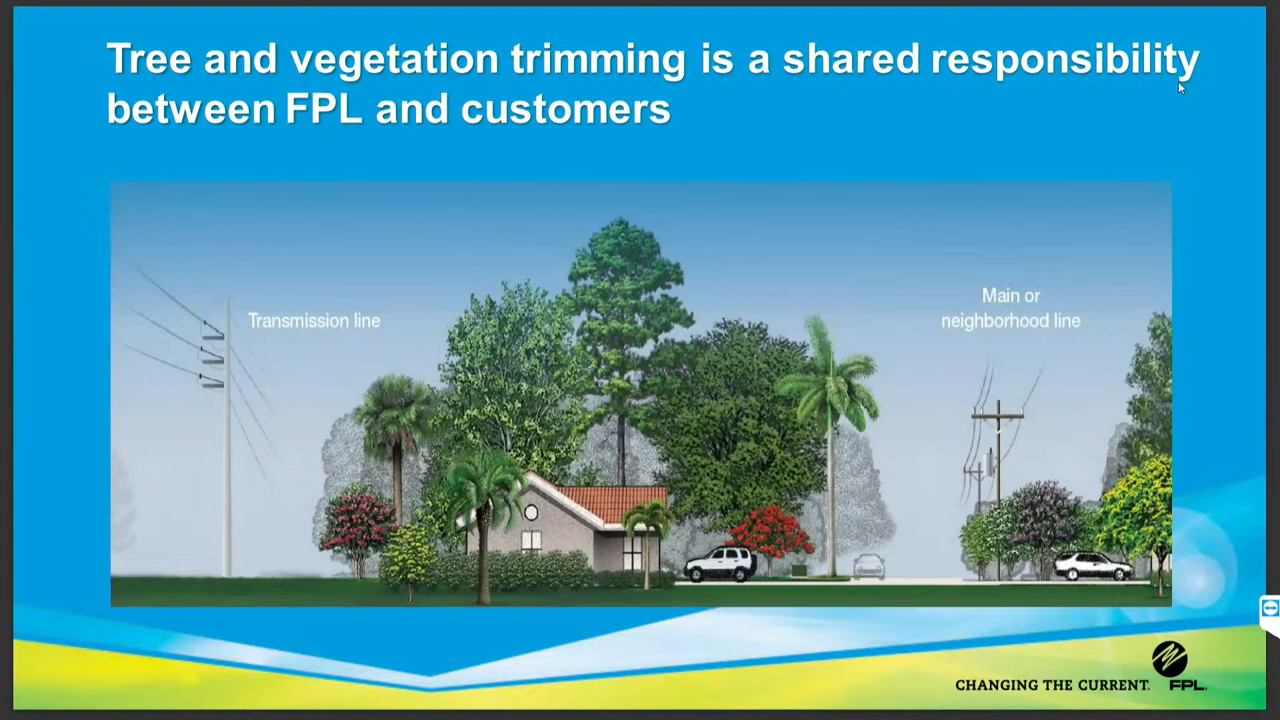 Tree and vegetation trimming is a shared responsibility
between FPL and customers
Transmission line
Main or
neighborhood line
CHANGING THE CURRENT.
FPL.